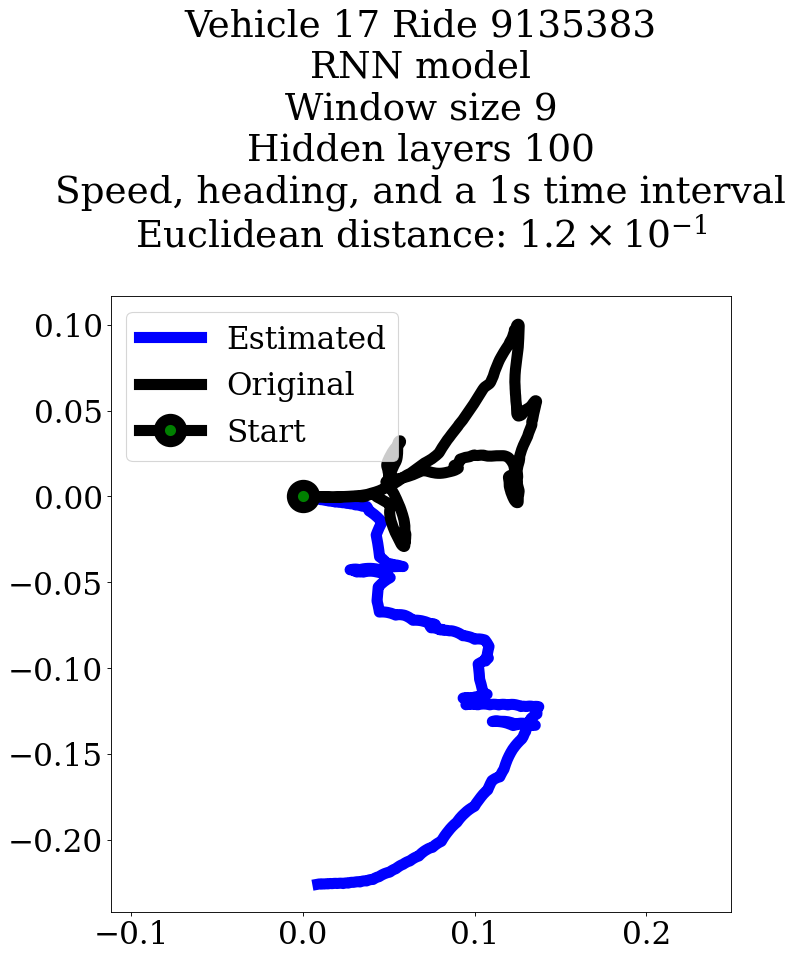 Vehicle 17 Ride 9135383
RNN model
Window size 9
Hidden layers 100
Speed, heading, and a 1s time interval
Euclidean distance: 1.2 × 10⁻¹
Estimated
Original
Start
0.10
0.05
0.00
−0.05
−0.10
−0.15
−0.20
−0.1 0.0 0.1 0.2